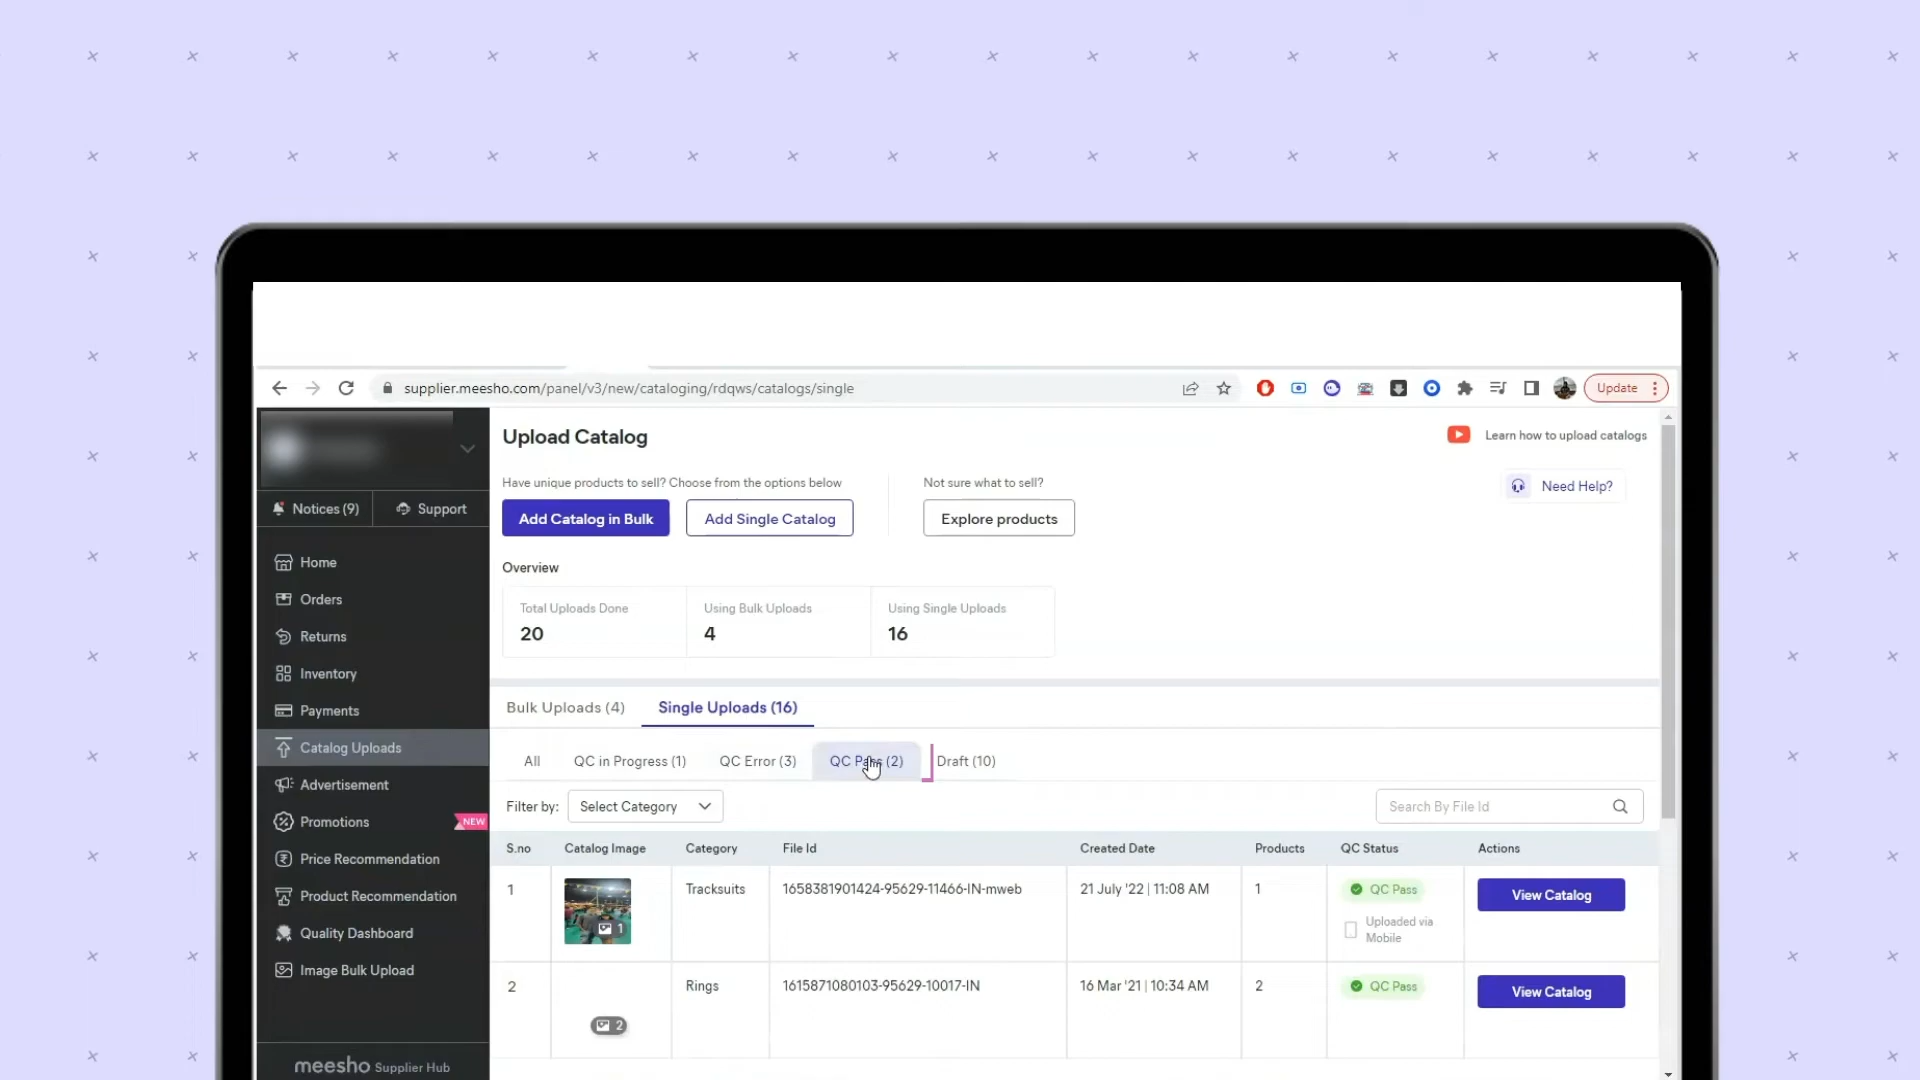 supplier.meesho.com/panel/v3/new/cataloging/rdqws/catalogs/single
Update
Notices (9)
Support
Home
Orders
Returns
Inventory
Payments
Catalog Uploads
Advertisement
Promotions
NEW
Price Recommendation
Product Recommendation
Quality Dashboard
Image Bulk Upload
meesho Supplier Hub
Upload Catalog
Learn how to upload catalogs
Have unique products to sell? Choose from the options below
Not sure what to sell?
Need Help?
Add Catalog in Bulk
Add Single Catalog
Explore products
Overview
Total Uploads Done
Using Bulk Uploads
Using Single Uploads
20
4
16
Bulk Uploads (4)
Single Uploads (16)
All
QC in Progress (1)
QC Error (3)
QC Pass (2)
Draft (10)
Filter by:
Select Category
Search By File Id
S.no
Catalog Image
Category
File Id
Created Date
Products
QC Status
Actions
1
1
Tracksuits
1658381901424-95629-11466-IN-mweb
21 July '22 | 11:08 AM
1
QC Pass
Uploaded via
Mobile
View Catalog
2
2
Rings
1615871080103-95629-10017-IN
16 Mar '21 | 10:34 AM
2
QC Pass
View Catalog